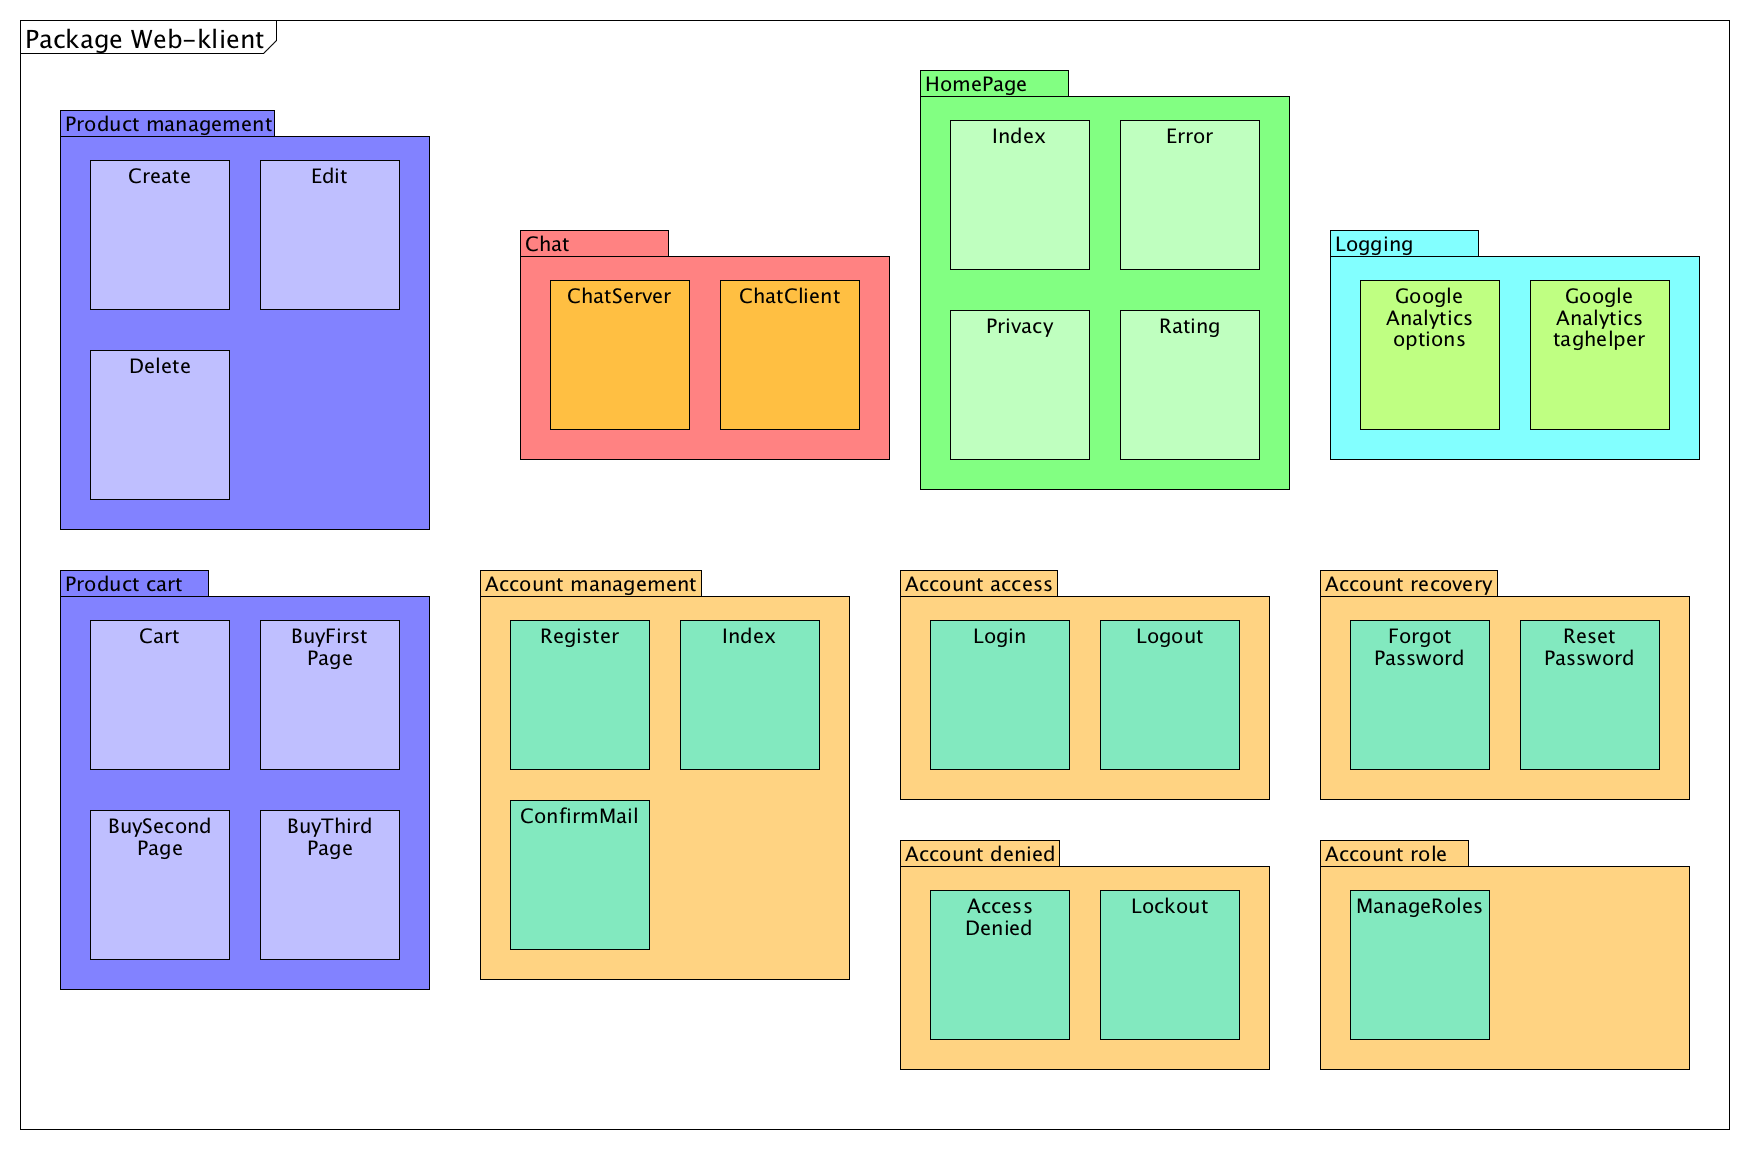 Package Web-klient
Product management
Create
Edit
Delete
Chat
ChatServer
ChatClient
HomePage
Index
Error
Privacy
Rating
Logging
Google
Analytics
options
Google
Analytics
taghelper
Product cart
Cart
BuyFirst
Page
BuySecond
Page
BuyThird
Page
Account management
Register
Index
ConfirmMail
Account access
Login
Logout
Account recovery
Forgot
Password
Reset
Password
Account denied
Access
Denied
Lockout
Account role
ManageRoles